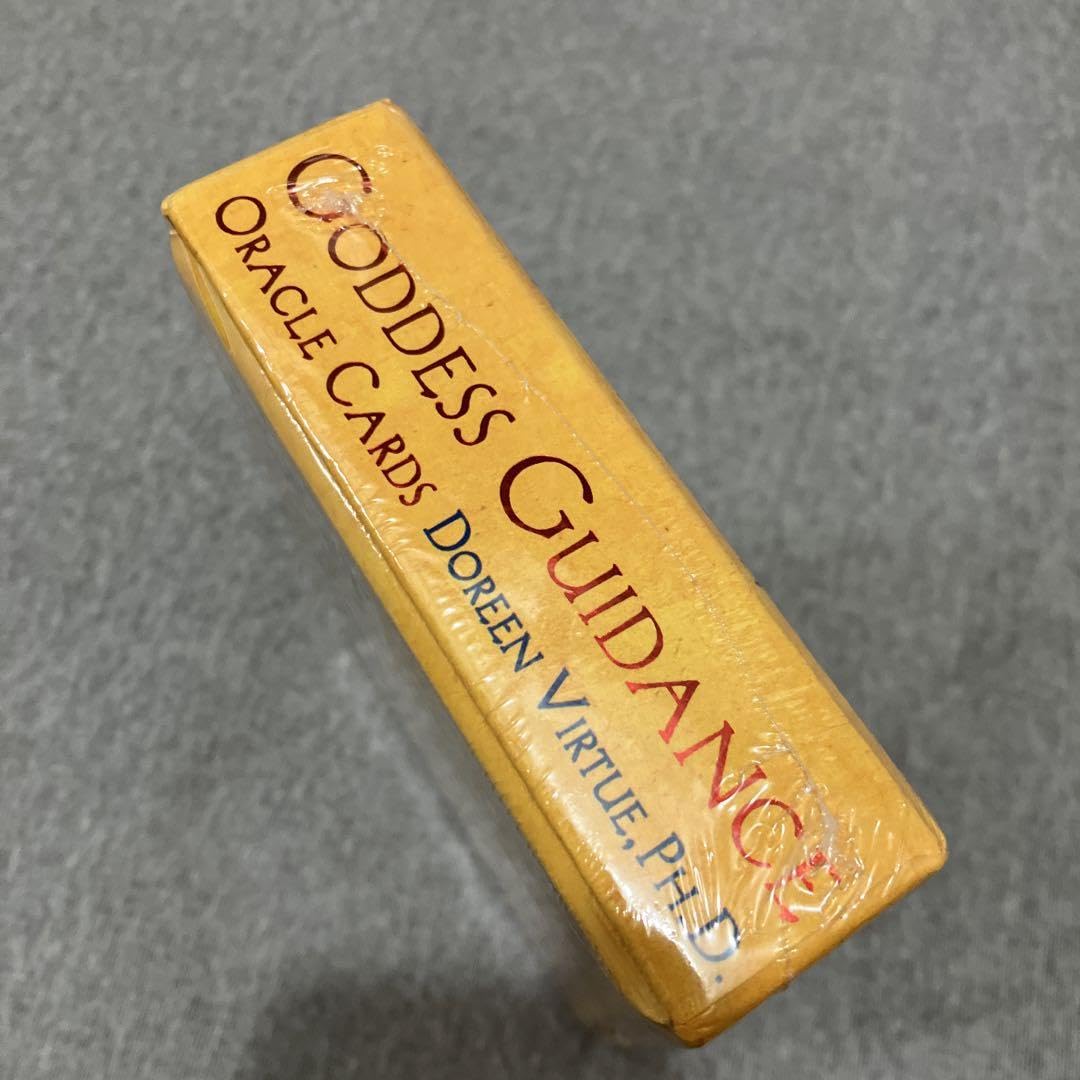 GODDESS GUIDANCE
ORACLE CARDS DOREEN VIRTUE, PH.D.